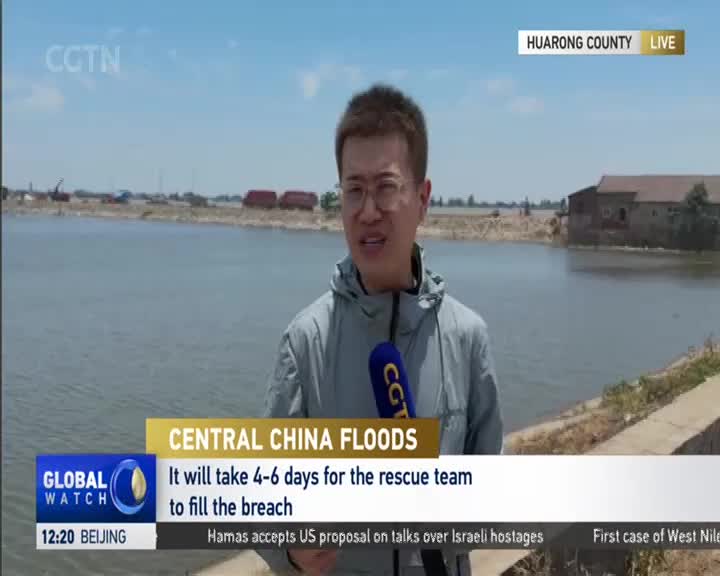 CGTN
HUARONG COUNTY LIVE
CGT
CENTRAL CHINA FLOODS
It will take 4-6 days for the rescue team
to fill the breach
GLOBAL
WATCH
12:20 BEIJING
Hamas accepts US proposal on talks over Israeli hostages First case of West Nile